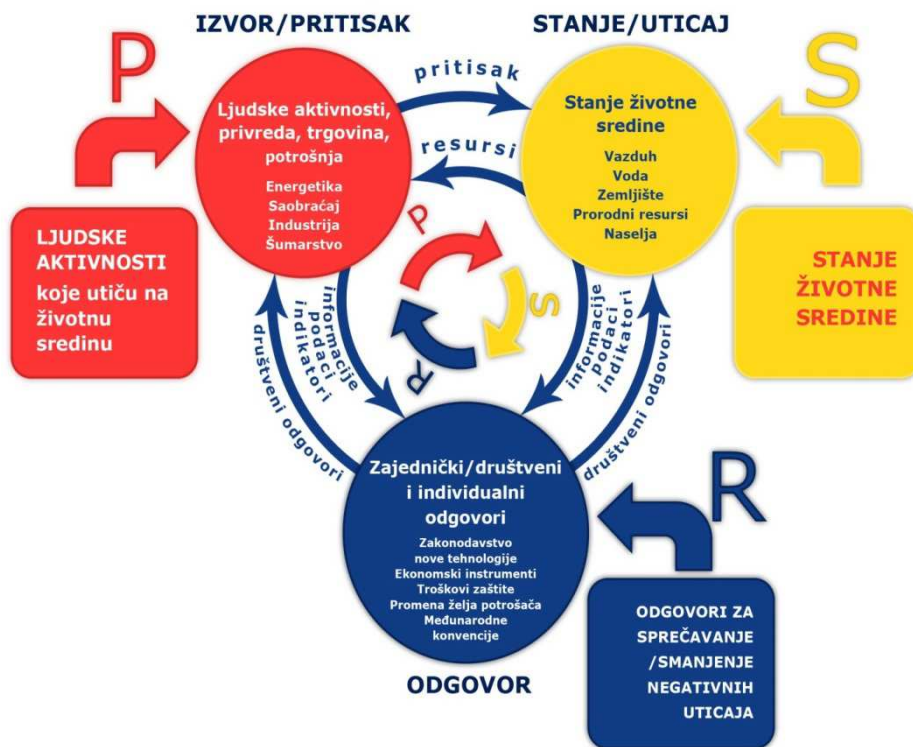 IZVOR/PRITISAK
STANJE/UTICAJ
P
S
pritisak
resursi
Ljudske aktivnosti,
privreda, trgovina,
potrošnja
Energetika
Saobraćaj
Industrija
Šumarstvo
Stanje životne
sredine
Vazduh
Voda
Zemljište
Prorodni resursi
Naselja
LJUDSKE
AKTIVNOSTI
koje utiču na
životnu
sredinu
STANJE
ŽIVOTNE
SREDINE
P
S
R
informacije
podaci
indikatori
društveni odgovori
informacije
podaci
indikatori
društveni odgovori
Zajednički/društveni
i individualni
odgovori
Zakonodavstvo
nove tehnologije
Ekonomski instrumenti
Troškovi zaštite
Promena želja potrošača
Međunarodne
konvencije
ODGOVOR
R
ODGOVORI ZA
SPREČAVANJE
/SMANJENJE
NEGATIVNIH
UTICAJA